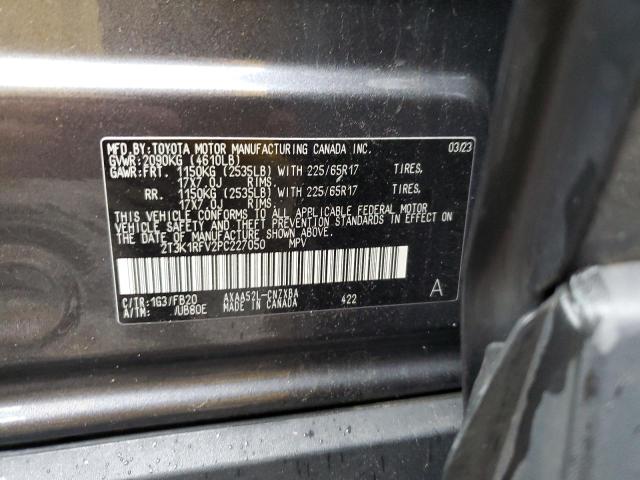 MFD.BY:TOYOTA MOTOR MANUFACTURING CANADA INC. 03/23
GVWR:2090KG (4610LB)
GAWR:FRT. 1150KG (2535LB) WITH 225/65R17 TIRES,
17X7.0J RIMS.
RR. 1150KG (2535LB) WITH 225/65R17 TIRES,
17X7.0J RIMS.
THIS VEHICLE CONFORMS TO ALL APPLICABLE FEDERAL MOTOR
VEHICLE SAFETY AND THEFT PREVENTION STANDARDS IN EFFECT ON
THE DATE OF MANUFACTURE SHOWN ABOVE.
2T3K1RFV2PC227050 MPV
C/TR:1G3/FB20 AXAA52L-CNZXBA A
A/TM: /UB80E MADE IN CANADA 422